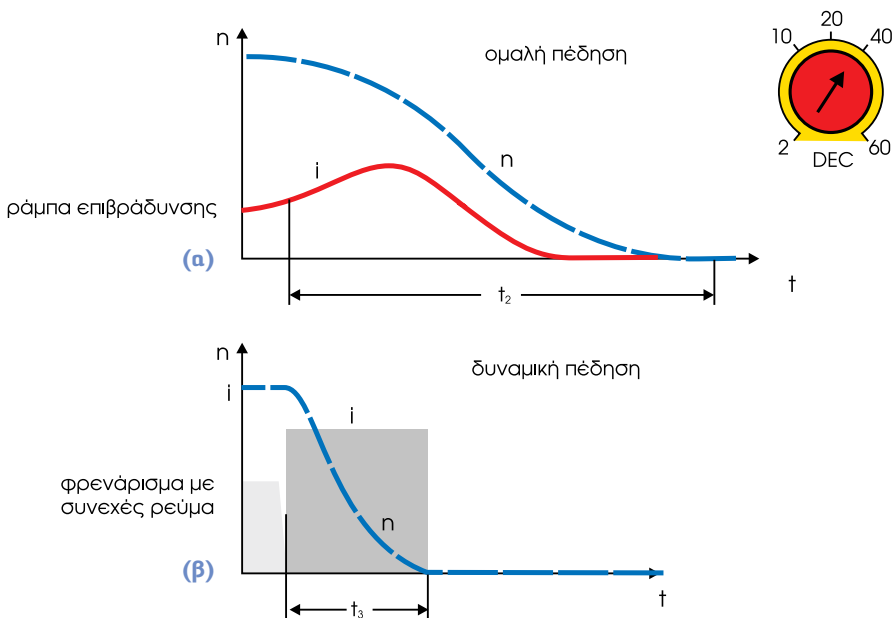 n
ομαλή πέδηση
20
10
40
2
60
DEC
n
i
ράμπα επιβράδυνσης
(α)
t
t₂
n
δυναμική πέδηση
i
i
φρενάρισμα με
συνεχές ρεύμα
n
(β)
t
t₃